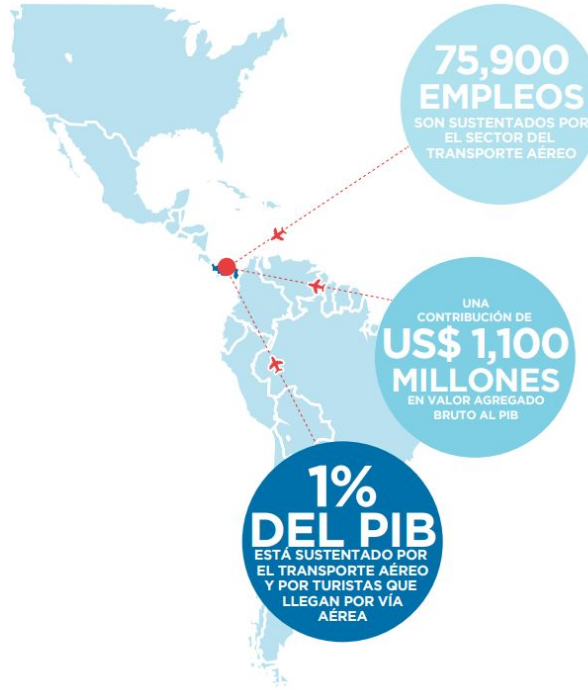 75,900
EMPLEOS
SON SUSTENTADOS POR
EL SECTOR DEL
TRANSPORTE AÉREO
UNA
CONTRIBUCIÓN DE
US$ 1,100
MILLONES
EN VALOR AGREGADO
BRUTO AL PIB
1%
DEL PIB
ESTÁ SUSTENTADO POR
EL TRANSPORTE AÉREO
Y POR TURISTAS QUE
LLEGAN POR VÍA
AÉREA